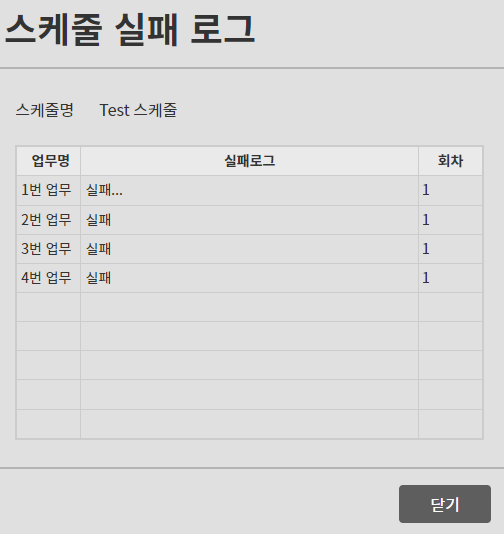 스케줄 실패 로그
스케줄명 Test 스케줄
업무명 실패로그 회차
1번 업무 실패... 1
2번 업무 실패 1
3번 업무 실패 1
4번 업무 실패 1
닫기